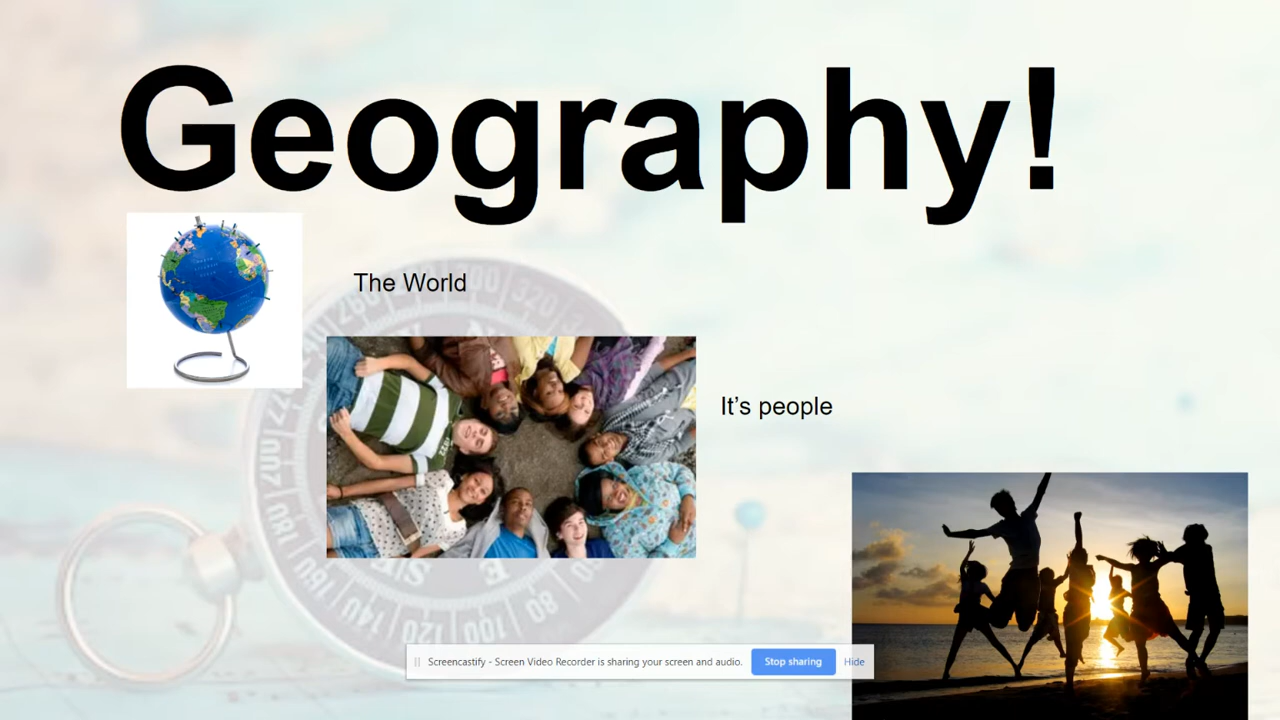 Geography!
The World
It's people
Screencastify - Screen Video Recorder is sharing your screen and audio.
Stop sharing
Hide